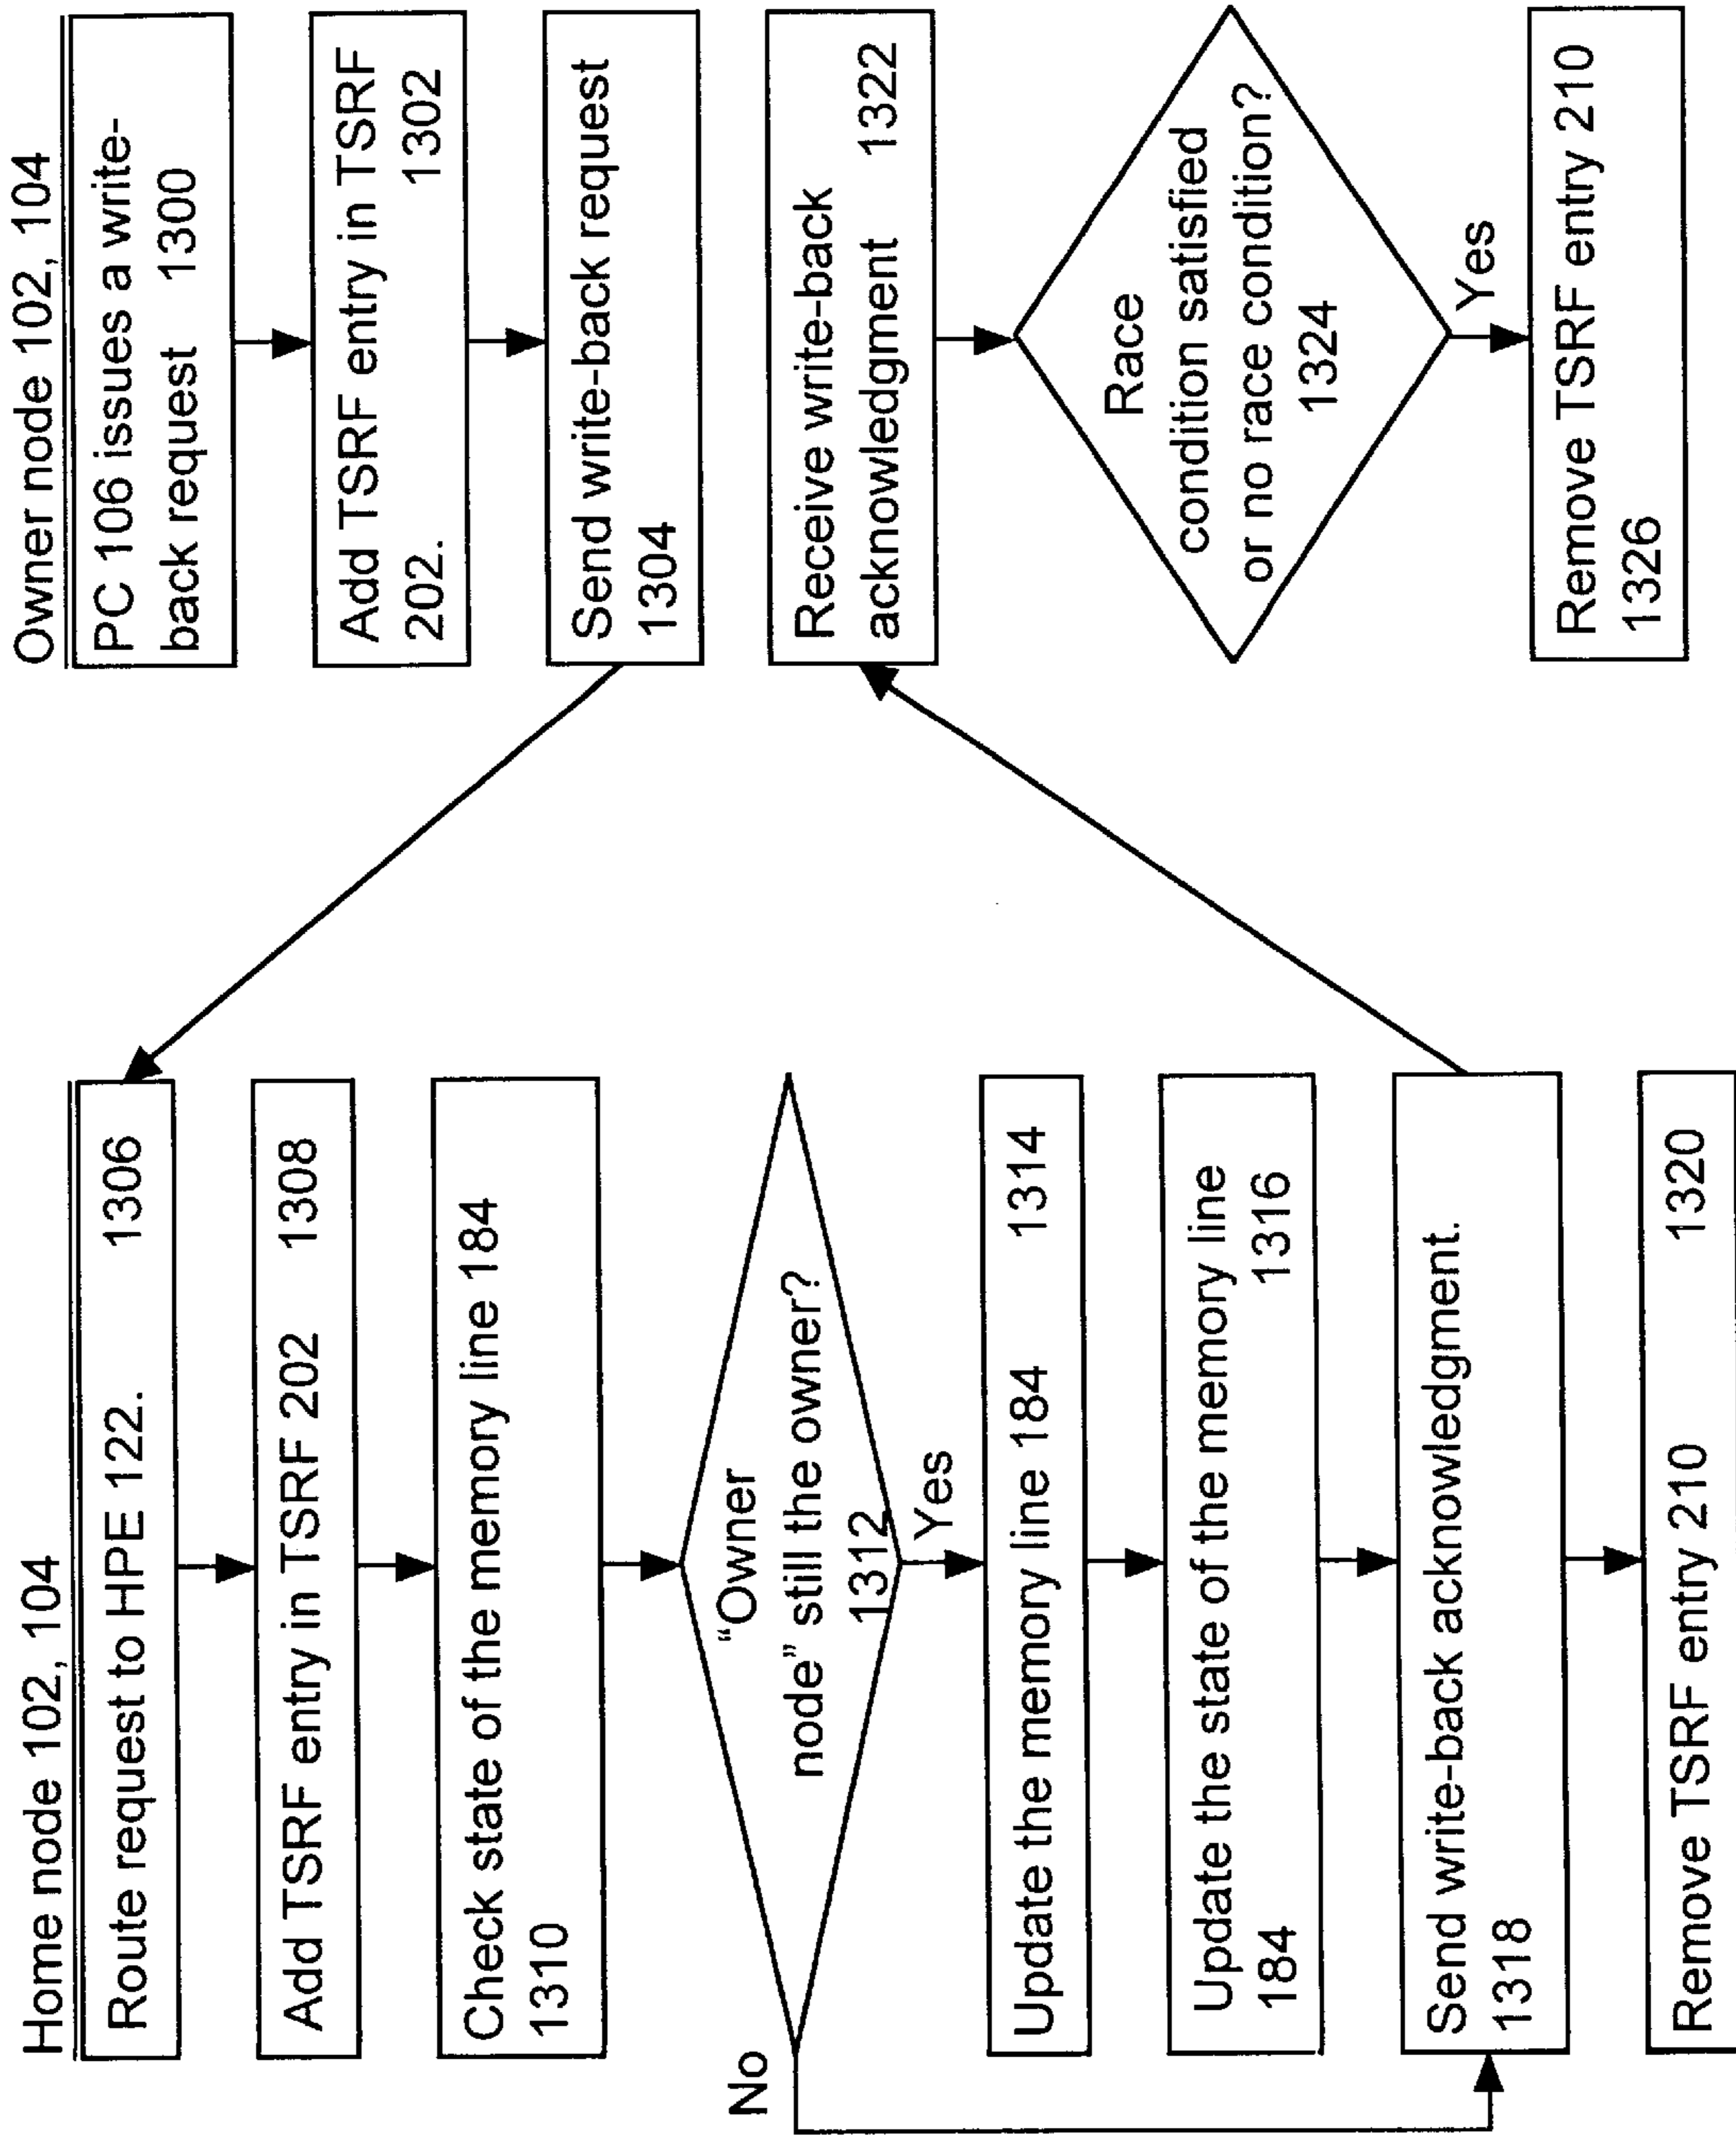 Home node 102, 104
Route request to HPE 122. 1306
Add TSRF entry in TSRF 202 1308
Check state of the memory line 184
1310
"Owner
node" still the owner?
1312
No
Yes
Update the memory line 184 1314
Update the state of the memory line
184 1316
Send write-back acknowledgment.
1318
Remove TSRF entry 210 1320
Owner node 102, 104
PC 106 issues a write-
back request 1300
Add TSRF entry in TSRF
202. 1302
Send write-back request
1304
Receive write-back
acknowledgment 1322
Race
condition satisfied
or no race condition?
1324
Yes
Remove TSRF entry 210
1326